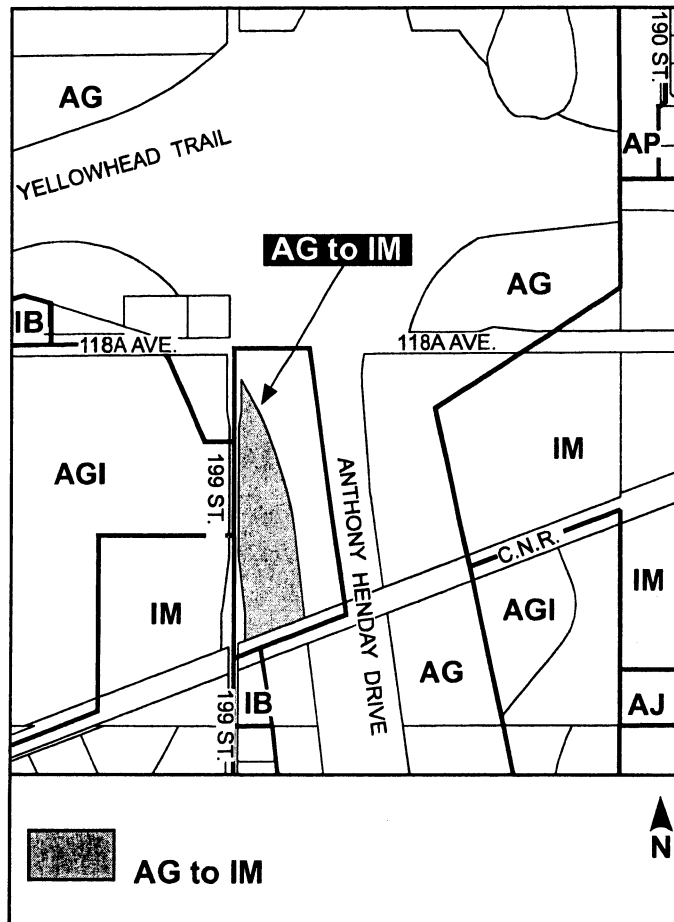 190 ST.
AG
YELLOWHEAD TRAIL
AP
AG to IM
AG
IB
118A AVE.
118A AVE.
AGI
199 ST.
ANTHONY HENDAY DRIVE
IM
C.N.R.
IM
AGI
IM
AG
199 ST.
IB
AJ
AG to IM
N